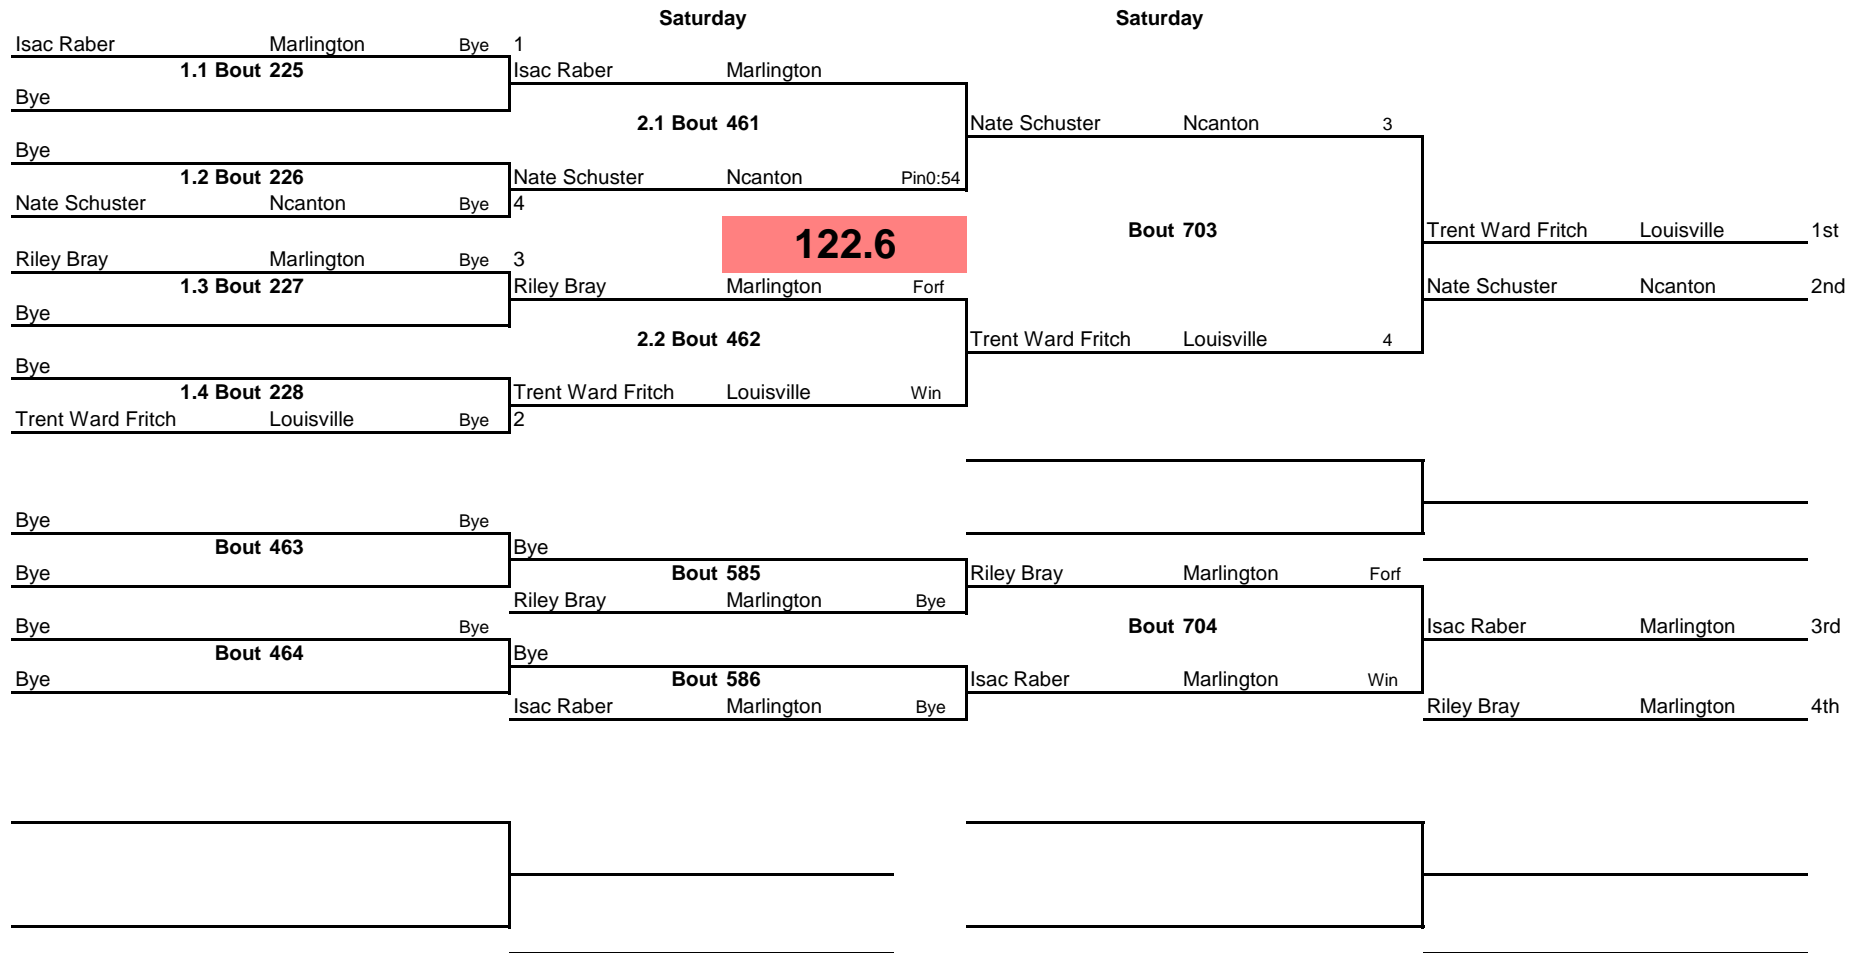 Saturday Saturday
Isac Raber Marlington Bye 1
1.1 Bout 225 Isac Raber Marlington
Bye
2.1 Bout 461 Nate Schuster Ncanton 3
Bye
1.2 Bout 226 Nate Schuster Ncanton Pin0:54
Nate Schuster Ncanton Bye 4
122.6 Bout 703 Trent Ward Fritch Louisville 1st
Riley Bray Marlington Bye 3
1.3 Bout 227 Riley Bray Marlington Forf Nate Schuster Ncanton 2nd
Bye
2.2 Bout 462 Trent Ward Fritch Louisville 4
Bye
1.4 Bout 228 Trent Ward Fritch Louisville Win
Trent Ward Fritch Louisville Bye 2
Bye Bye
Bout 463 Bye
Bye Bout 585 Riley Bray Marlington Forf
Riley Bray Marlington Bye
Bye Bye Bout 704 Isac Raber Marlington 3rd
Bout 464 Bye
Bye Bout 586 Isac Raber Marlington Win
Isac Raber Marlington Bye Riley Bray Marlington 4th